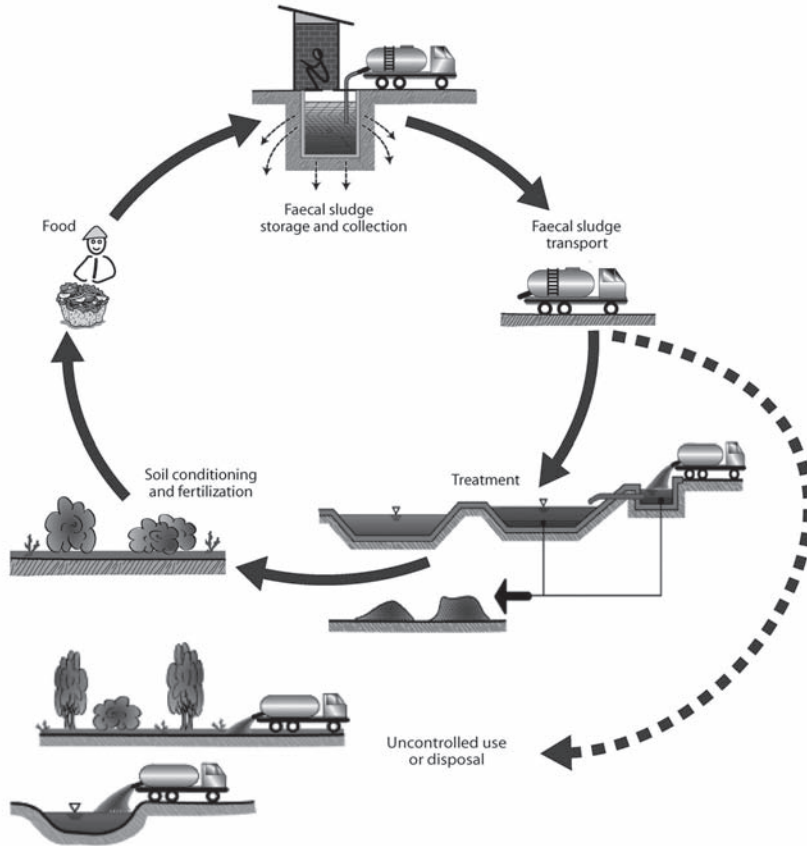 Faecal sludge
storage and collection
Food
Faecal sludge
transport
Soil conditioning
and fertilization
Treatment
Uncontrolled use
or disposal